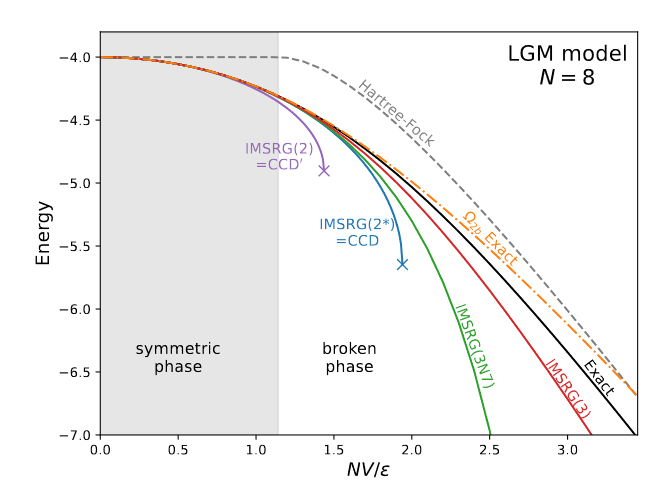 LGM model
N = 8
Hartree-Fock
IMSRG(2)
=CCD′
IMSRG(2*)
=CCD
Ω2b Exact
IMSRG(3N7)
IMSRG(3)
Exact
symmetric
phase
broken
phase
Energy
−4.0
−4.5
−5.0
−5.5
−6.0
−6.5
−7.0
0.0 0.5 1.0 1.5 2.0 2.5 3.0
NV/ε